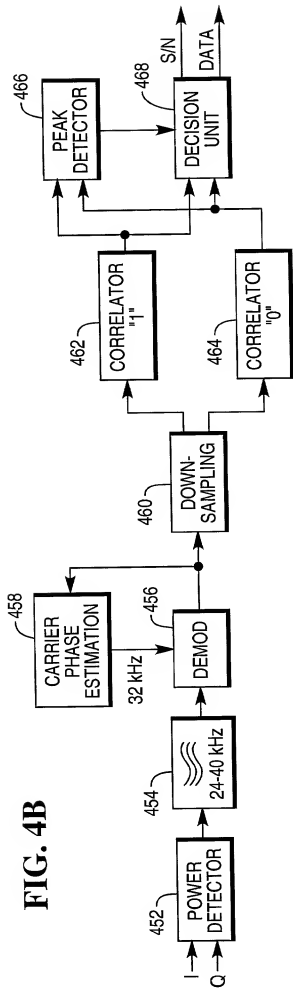 FIG. 4B
I
Q
452
POWER
DETECTOR
454
24-40 kHz
458
CARRIER
PHASE
ESTIMATION
32 kHz
456
DEMOD
460
DOWN-
SAMPLING
462
CORRELATOR
"1"
464
CORRELATOR
"0"
466
PEAK
DETECTOR
468
DECISION
UNIT
S/N
DATA